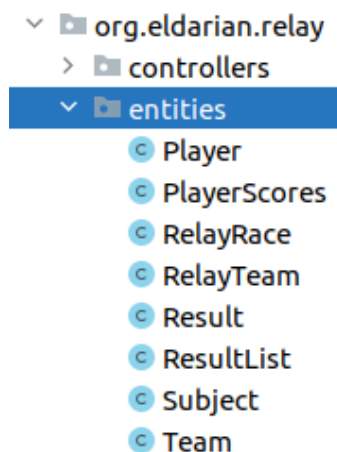 org.eldarian.relay
controllers
entities
C Player
C PlayerScores
C RelayRace
C RelayTeam
C Result
C ResultList
C Subject
C Team